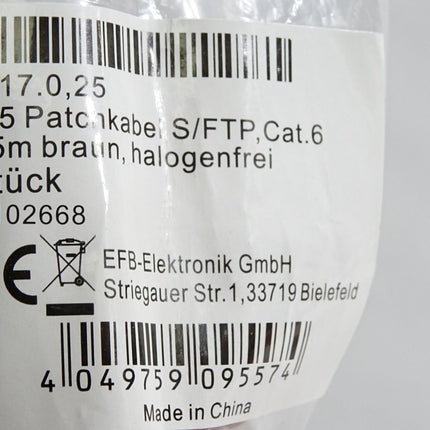 17.0,25
5 Patchkabel S/FTP,Cat.6
5m braun, halogenfrei
tück
02668
CE
EFB-Elektronik GmbH
Striegauer Str.1,33719 Bielefeld
4 049759 095574
Made in China